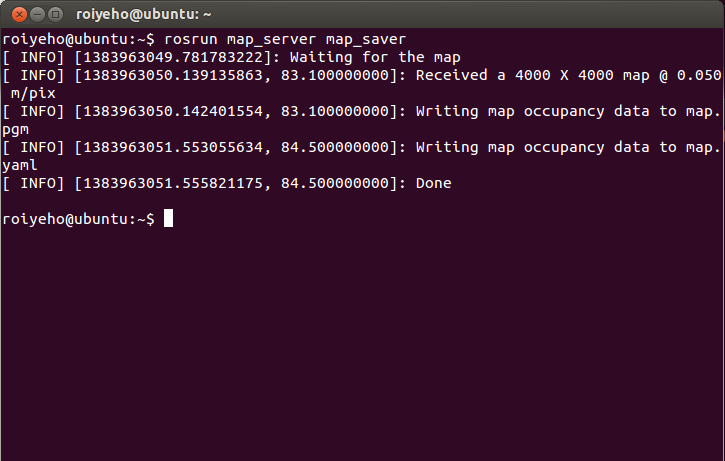 roiyeho@ubuntu: ~
roiyeho@ubuntu:~$ rosrun map_server map_saver
[ INFO] [1383963049.781783222]: Waiting for the map
[ INFO] [1383963050.139135863, 83.100000000]: Received a 4000 X 4000 map @ 0.050
 m/pix
[ INFO] [1383963050.142401554, 83.100000000]: Writing map occupancy data to map.
pgm
[ INFO] [1383963051.553055634, 84.500000000]: Writing map occupancy data to map.
yaml
[ INFO] [1383963051.555821175, 84.500000000]: Done
roiyeho@ubuntu:~$